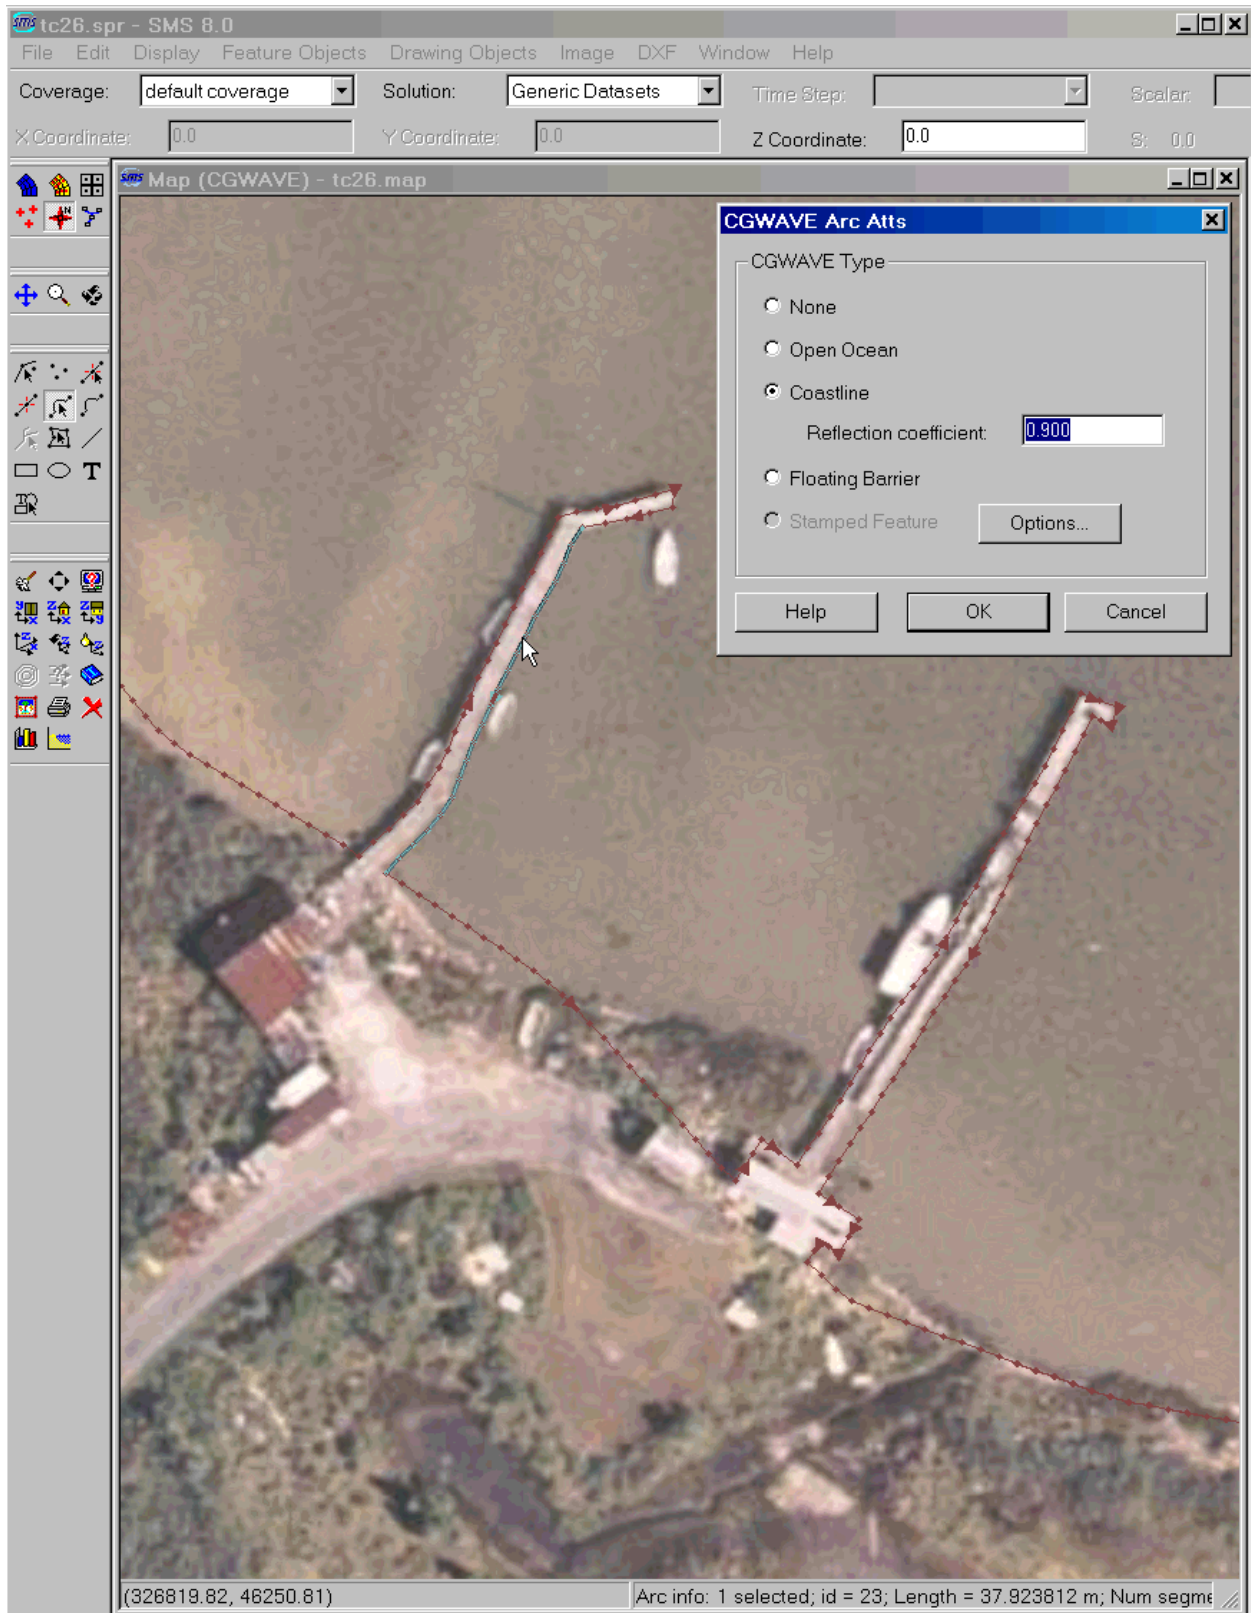 tc26.spr - SMS 8.0
File Edit Display Feature Objects Drawing Objects Image DXF Window Help
Coverage: default coverage Solution: Generic Datasets Time Step: Scalar:
X Coordinate: 0.0 Y Coordinate: 0.0 Z Coordinate: 0.0 S: 0.0
Map (CGWAVE) - tc26.map
CGWAVE Arc Atts
CGWAVE Type
None
Open Ocean
Coastline
Reflection coefficient: 0.900
Floating Barrier
Stamped Feature Options...
Help OK Cancel
(326819.82, 46250.81) Arc info: 1 selected; id = 23; Length = 37.923812 m; Num segme